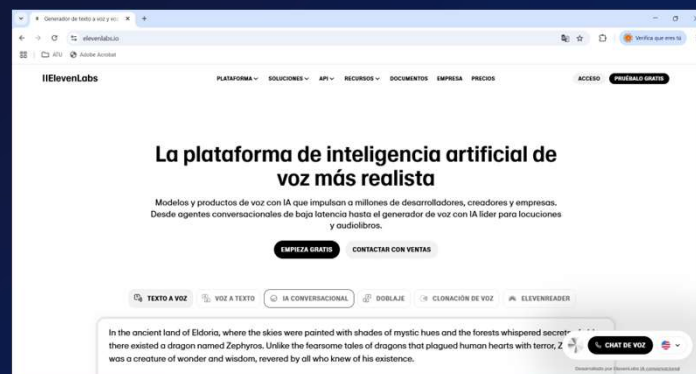 Generador de texto a voz y vo
elevenlabs.io
Verifica que eres tú
ATU
Adobe Acrobat
IIElevenLabs
PLATAFORMA SOLUCIONES API RECURSOS DOCUMENTOS EMPRESA PRECIOS
ACCESO PRUÉBALO GRATIS
La plataforma de inteligencia artificial de
voz más realista
Modelos y productos de voz con IA que impulsan a millones de desarrolladores, creadores y empresas.
Desde agentes conversacionales de baja latencia hasta el generador de voz con IA líder para locuciones
y audiolibros.
EMPIEZA GRATIS CONTACTAR CON VENTAS
TEXTO A VOZ VOZ A TEXTO IA CONVERSACIONAL DOBLAJE CLONACIÓN DE VOZ ELEVENREADER
In the ancient land of Eldoria, where the skies were painted with shades of mystic hues and the forests whispered secrets
there existed a dragon named Zephyros. Unlike the fearsome tales of dragons that plagued human hearts with terror, Z
was a creature of wonder and wisdom, revered by all who knew of his existence.
CHAT DE VOZ
Desarrollado por ElevenLabs IA conversacional